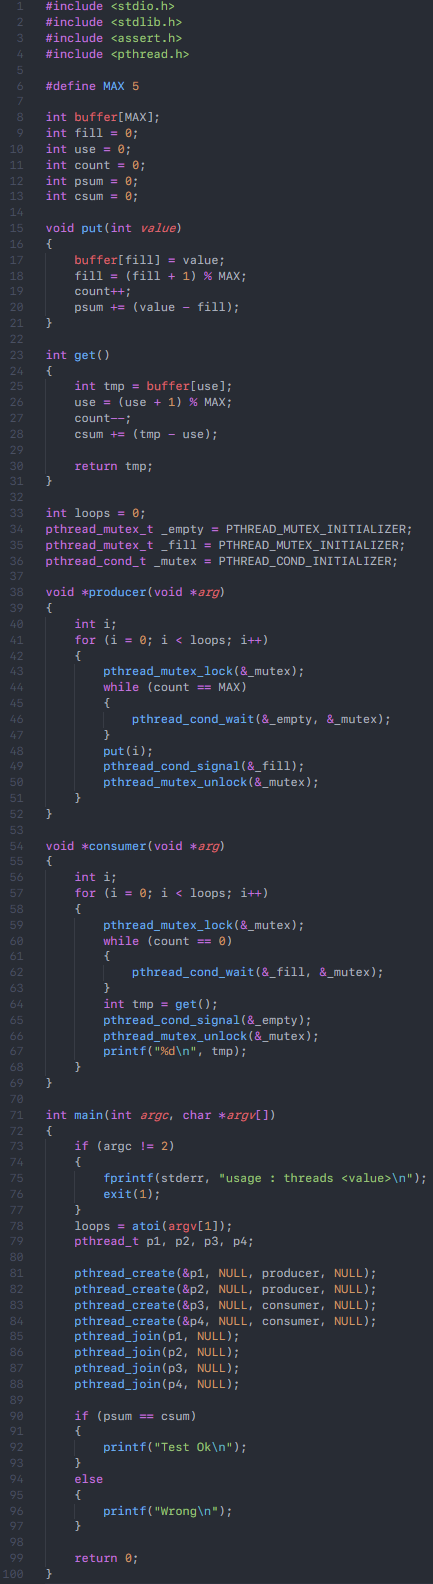 1 #include <stdio.h>
2 #include <stdlib.h>
3 #include <assert.h>
4 #include <pthread.h>
5
6 #define MAX 5
7
8 int buffer[MAX];
9 int fill = 0;
10 int use = 0;
11 int count = 0;
12 int psum = 0;
13 int csum = 0;
14
15 void put(int value)
16 {
17     buffer[fill] = value;
18     fill = (fill + 1) % MAX;
19     count++;
20     psum += (value - fill);
21 }
22
23 int get()
24 {
25     int tmp = buffer[use];
26     use = (use + 1) % MAX;
27     count--;
28     csum += (tmp - use);
29
30     return tmp;
31 }
32
33 int loops = 0;
34 pthread_mutex_t _empty = PTHREAD_MUTEX_INITIALIZER;
35 pthread_mutex_t _fill = PTHREAD_MUTEX_INITIALIZER;
36 pthread_cond_t _mutex = PTHREAD_COND_INITIALIZER;
37
38 void *producer(void *arg)
39 {
40     int i;
41     for (i = 0; i < loops; i++)
42     {
43         pthread_mutex_lock(&_mutex);
44         while (count == MAX)
45         {
46             pthread_cond_wait(&_empty, &_mutex);
47         }
48         put(i);
49         pthread_cond_signal(&_fill);
50         pthread_mutex_unlock(&_mutex);
51     }
52 }
53
54 void *consumer(void *arg)
55 {
56     int i;
57     for (i = 0; i < loops; i++)
58     {
59         pthread_mutex_lock(&_mutex);
60         while (count == 0)
61         {
62             pthread_cond_wait(&_fill, &_mutex);
63         }
64         int tmp = get();
65         pthread_cond_signal(&_empty);
66         pthread_mutex_unlock(&_mutex);
67         printf("%d\n", tmp);
68     }
69 }
70
71 int main(int argc, char *argv[])
72 {
73     if (argc != 2)
74     {
75         fprintf(stderr, "usage : threads <value>\n");
76         exit(1);
77     }
78     loops = atoi(argv[1]);
79     pthread_t p1, p2, p3, p4;
80
81     pthread_create(&p1, NULL, producer, NULL);
82     pthread_create(&p2, NULL, producer, NULL);
83     pthread_create(&p3, NULL, consumer, NULL);
84     pthread_create(&p4, NULL, consumer, NULL);
85     pthread_join(p1, NULL);
86     pthread_join(p2, NULL);
87     pthread_join(p3, NULL);
88     pthread_join(p4, NULL);
89
90     if (psum == csum)
91     {
92         printf("Test Ok\n");
93     }
94     else
95     {
96         printf("Wrong\n");
97     }
98
99     return 0;
100 }